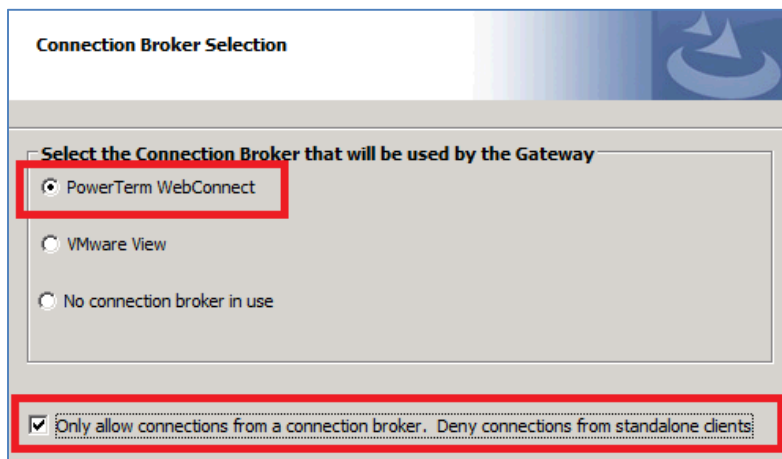 Connection Broker Selection
Select the Connection Broker that will be used by the Gateway
PowerTerm WebConnect
VMware View
No connection broker in use
Only allow connections from a connection broker.  Deny connections from standalone clients